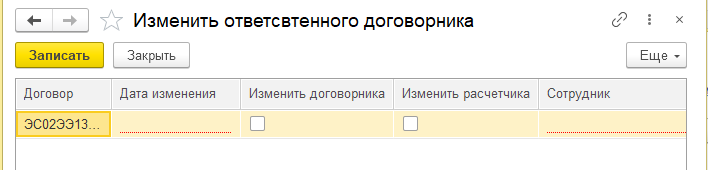 Изменить ответсвтенного договорника
Записать Закрыть Еще
Договор Дата изменения Изменить договорника Изменить расчетчика Сотрудник
ЭС02ЭЭ13...